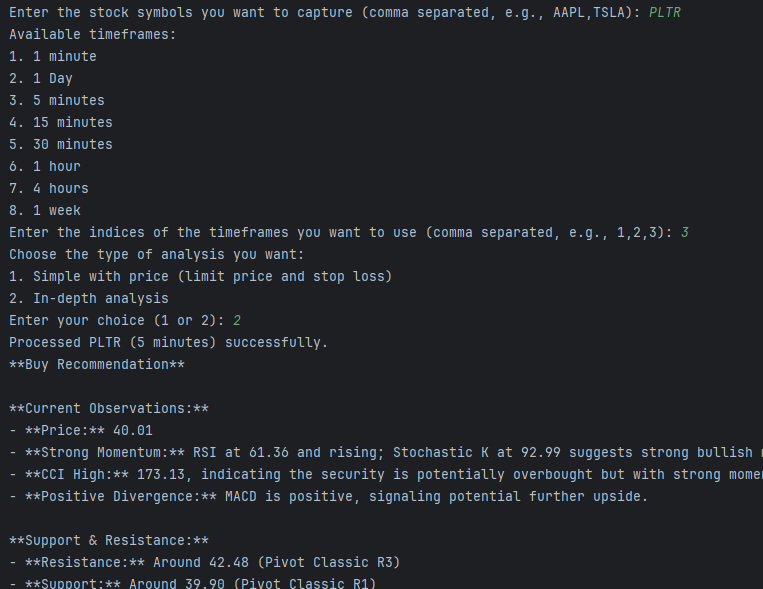 Enter the stock symbols you want to capture (comma separated, e.g., AAPL,TSLA): PLTR
Available timeframes:
1. 1 minute
2. 1 Day
3. 5 minutes
4. 15 minutes
5. 30 minutes
6. 1 hour
7. 4 hours
8. 1 week
Enter the indices of the timeframes you want to use (comma separated, e.g., 1,2,3): 3
Choose the type of analysis you want:
1. Simple with price (limit price and stop loss)
2. In-depth analysis
Enter your choice (1 or 2): 2
Processed PLTR (5 minutes) successfully.
**Buy Recommendation**
**Current Observations:**
- **Price:** 40.01
- **Strong Momentum:** RSI at 61.36 and rising; Stochastic K at 92.99 suggests strong bullish
- **CCI High:** 173.13, indicating the security is potentially overbought but with strong
- **Positive Divergence:** MACD is positive, signaling potential further upside.
**Support & Resistance:**
- **Resistance:** Around 42.48 (Pivot Classic R3)
- **Support:** Around 39.90 (Pivot Classic R1)